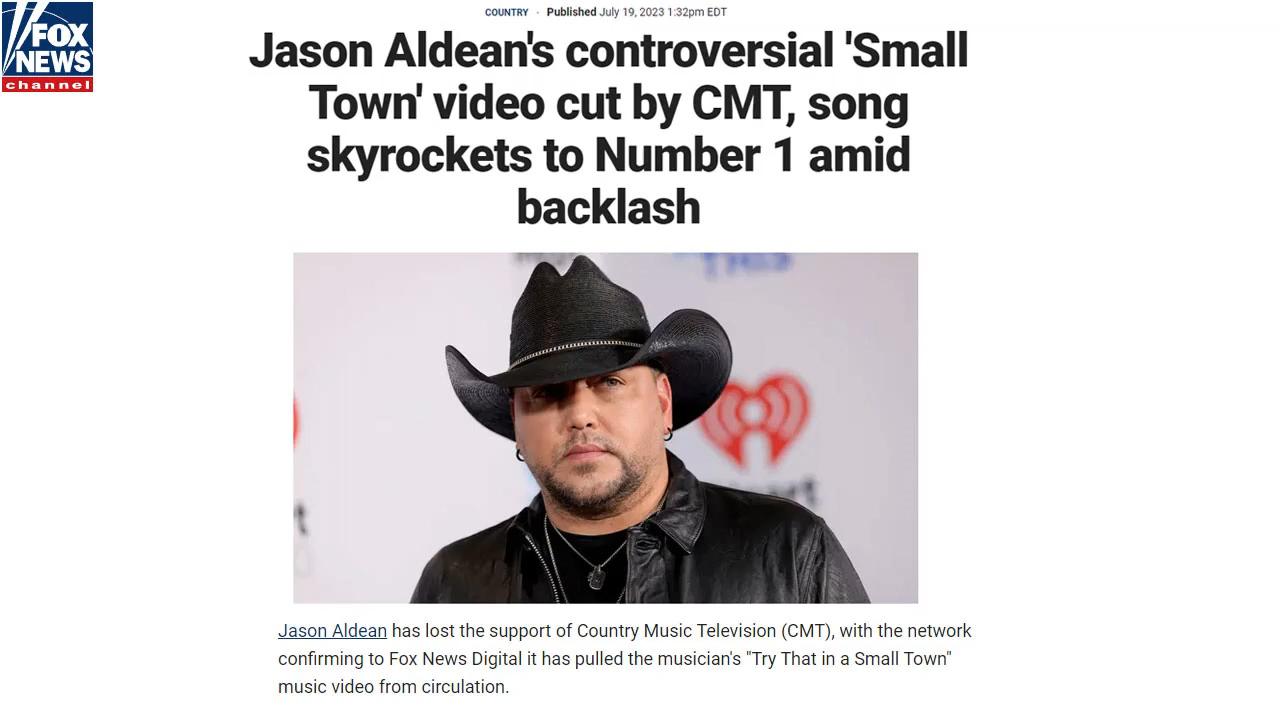 FOX
NEWS
channel
COUNTRY · Published July 19, 2023 1:32pm EDT
Jason Aldean's controversial 'Small
Town' video cut by CMT, song
skyrockets to Number 1 amid
backlash
THIS
Jason Aldean has lost the support of Country Music Television (CMT), with the network
confirming to Fox News Digital it has pulled the musician's "Try That in a Small Town"
music video from circulation.